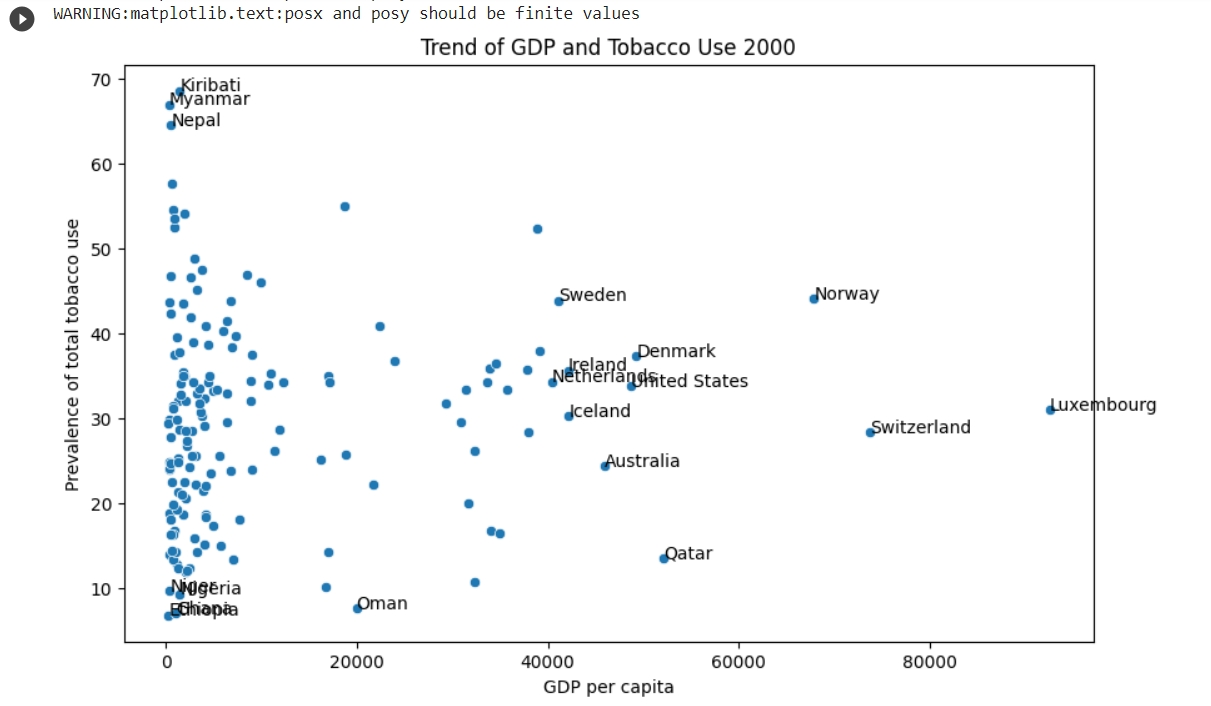 WARNING:matplotlib.text:posx and posy should be finite values
Trend of GDP and Tobacco Use 2000
70
Kiribati
Myanmar
Nepal
60
50
Sweden
Norway
40
Denmark
Ireland
Netherlands
United States
30
Iceland
Luxembourg
Switzerland
Australia
20
Qatar
10
Niger
Nigeria
Oman
Ghana
Ethiopia
Prevalence of total tobacco use
0
20000
40000
60000
80000
GDP per capita